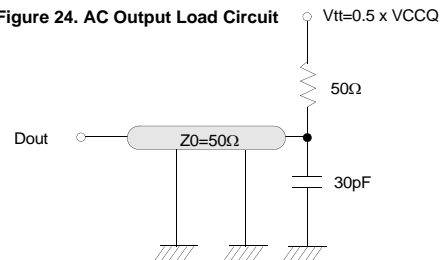 Figure 24. AC Output Load Circuit
Vtt=0.5 x VCCQ
50Ω
Dout
Z0=50Ω
30pF